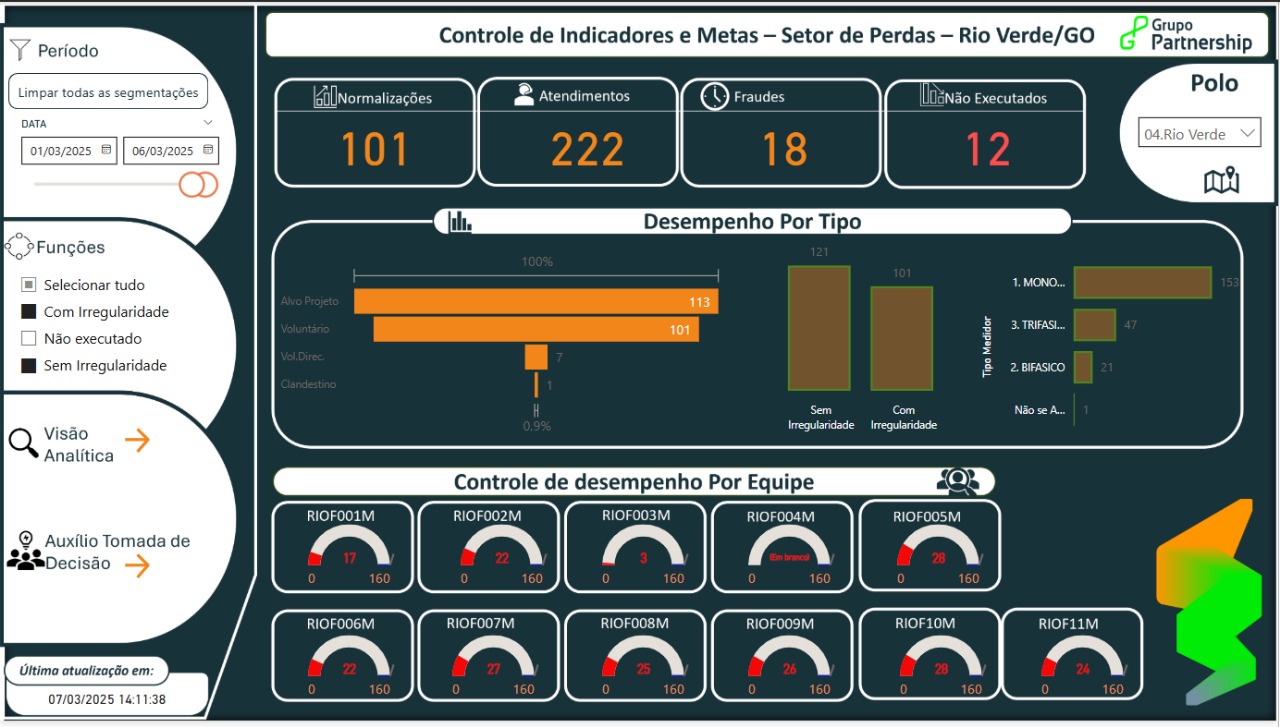 Controle de Indicadores e Metas – Setor de Perdas – Rio Verde/GO
Grupo
Partnership
Período
Limpar todas as segmentações
DATA
01/03/2025
06/03/2025
Funções
Selecionar tudo
Com Irregularidade
Não executado
Sem Irregularidade
Visão
Analítica
Auxílio Tomada de
Decisão
Última atualização em:
07/03/2025 14:11:38
Normalizações
101
Atendimentos
222
Fraudes
18
Não Executados
12
Polo
04.Rio Verde
Desempenho Por Tipo
100%
Alvo Projeto
113
Voluntário
101
Vol.Direc.
7
Clandestino
1
0,9%
121
101
Sem
Irregularidade
Com
Irregularidade
Tipo Medidor
1. MONO...
153
3. TRIFASI...
47
2. BIFASICO
21
Não se A...
1
Controle de desempenho Por Equipe
RIOF001M
17
0
160
RIOF002M
22
0
160
RIOF003M
3
0
160
RIOF004M
(Em branco)
0
160
RIOF005M
28
0
160
RIOF006M
22
0
160
RIOF007M
27
0
160
RIOF008M
25
0
160
RIOF009M
26
0
160
RIOF10M
28
0
160
RIOF11M
24
0
160